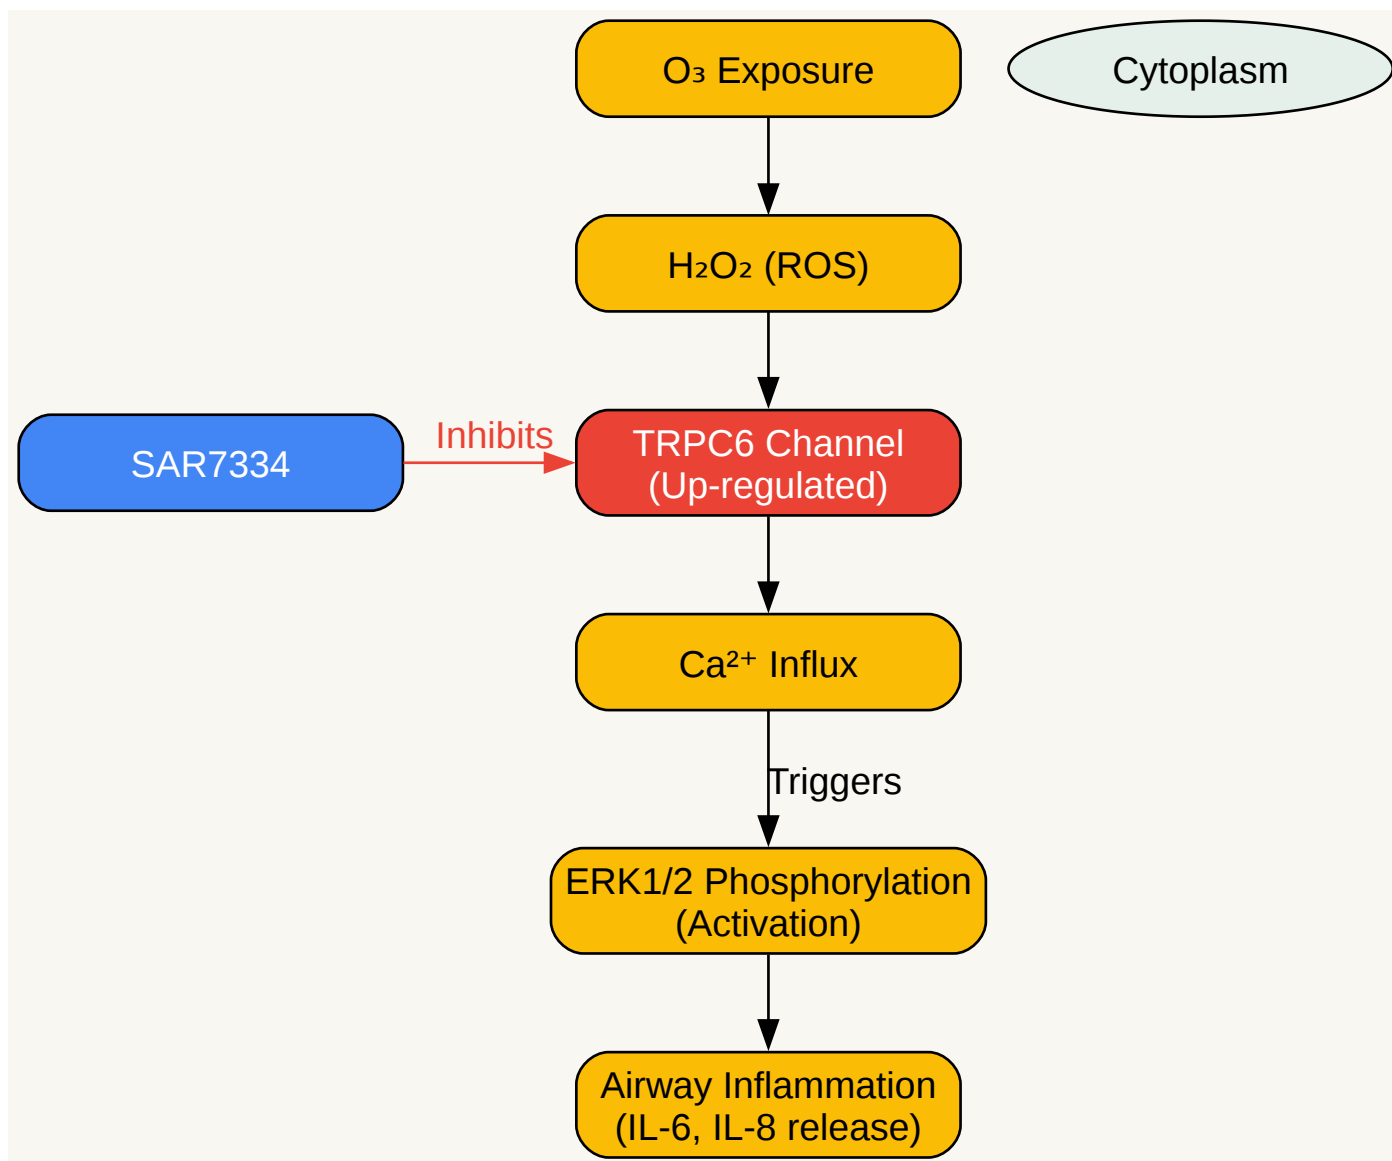 O₃ Exposure
Cytoplasm
H₂O₂ (ROS)
SAR7334
Inhibits
TRPC6 Channel
(Up-regulated)
Ca²⁺ Influx
Triggers
ERK1/2 Phosphorylation
(Activation)
Airway Inflammation
(IL-6, IL-8 release)